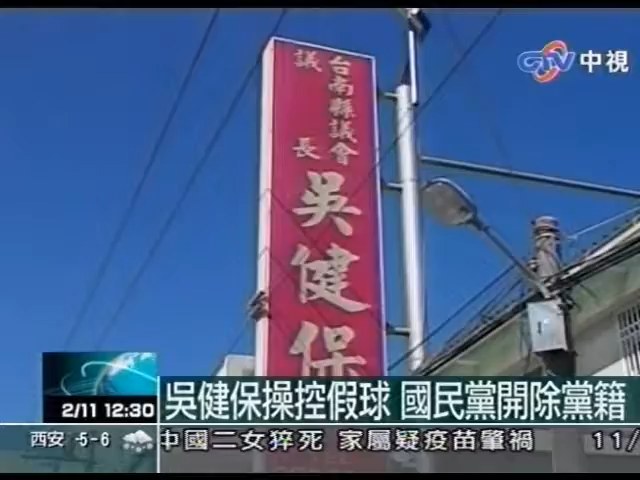 CTV 中視
台南縣議會
議長
吳健保
2/11 12:30
吳健保操控假球 國民黨開除黨籍
西安 -5-6
中國二女猝死 家屬疑疫苗肇禍
11/